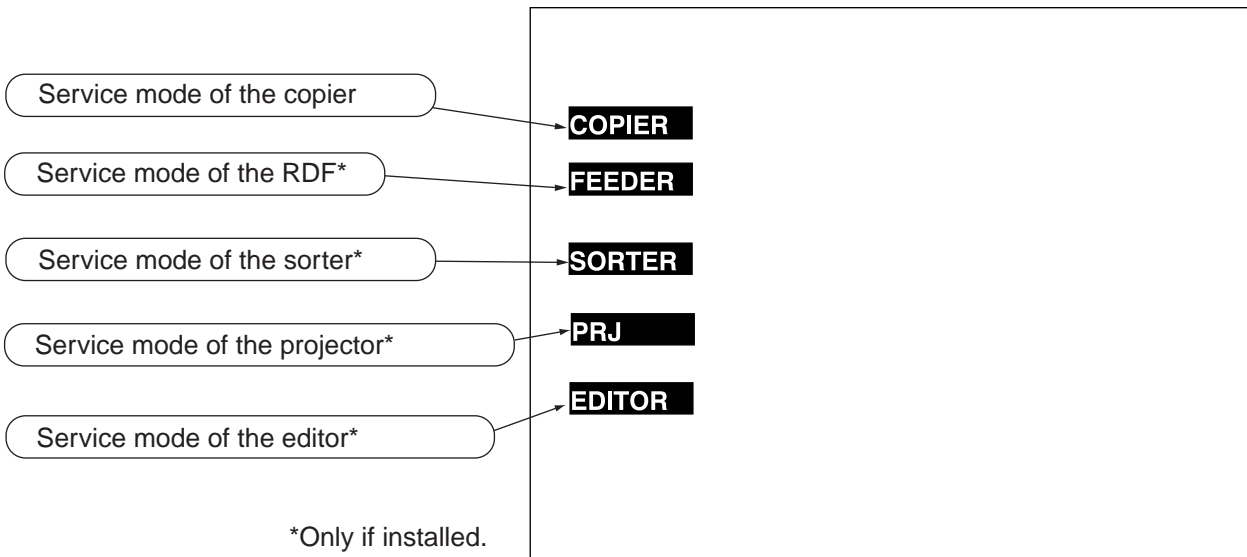 Service mode of the copier
COPIER
Service mode of the RDF*
FEEDER
Service mode of the sorter*
SORTER
Service mode of the projector*
PRJ
Service mode of the editor*
EDITOR
*Only if installed.